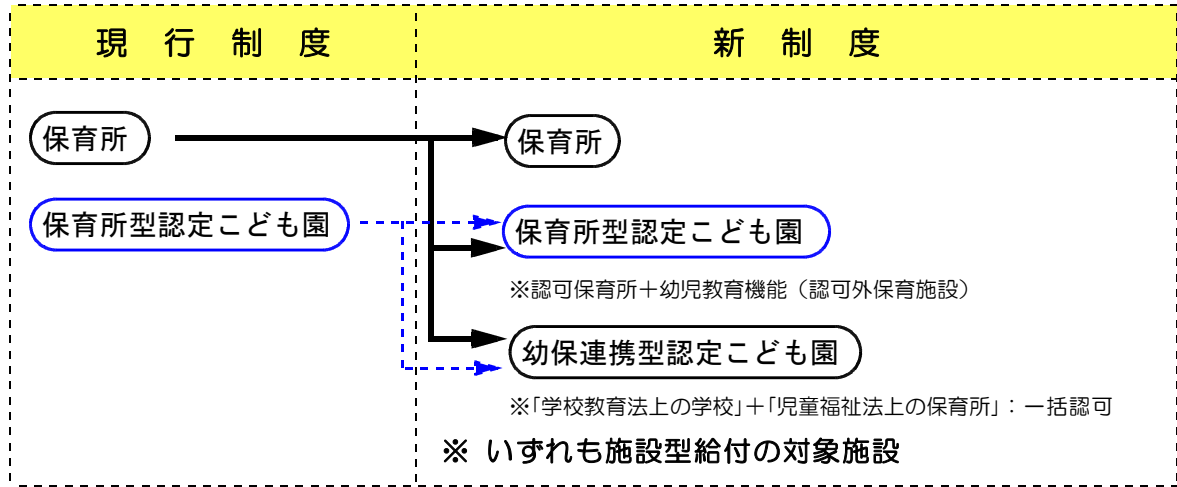 現 行 制 度
新 制 度
保育所
保育所
保育所型認定こども園
保育所型認定こども園
※認可保育所＋幼児教育機能（認可外保育施設）
幼保連携型認定こども園
※「学校教育法上の学校」＋「児童福祉法上の保育所」：一括認可
※ いずれも施設型給付の対象施設